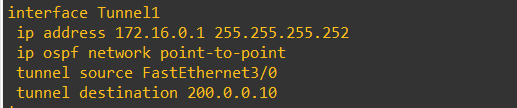 interface Tunnel1
 ip address 172.16.0.1 255.255.255.252
 ip ospf network point-to-point
 tunnel source FastEthernet3/0
 tunnel destination 200.0.0.10